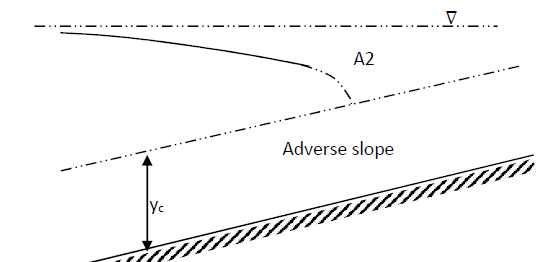 ∇
A2
Adverse slope
yc